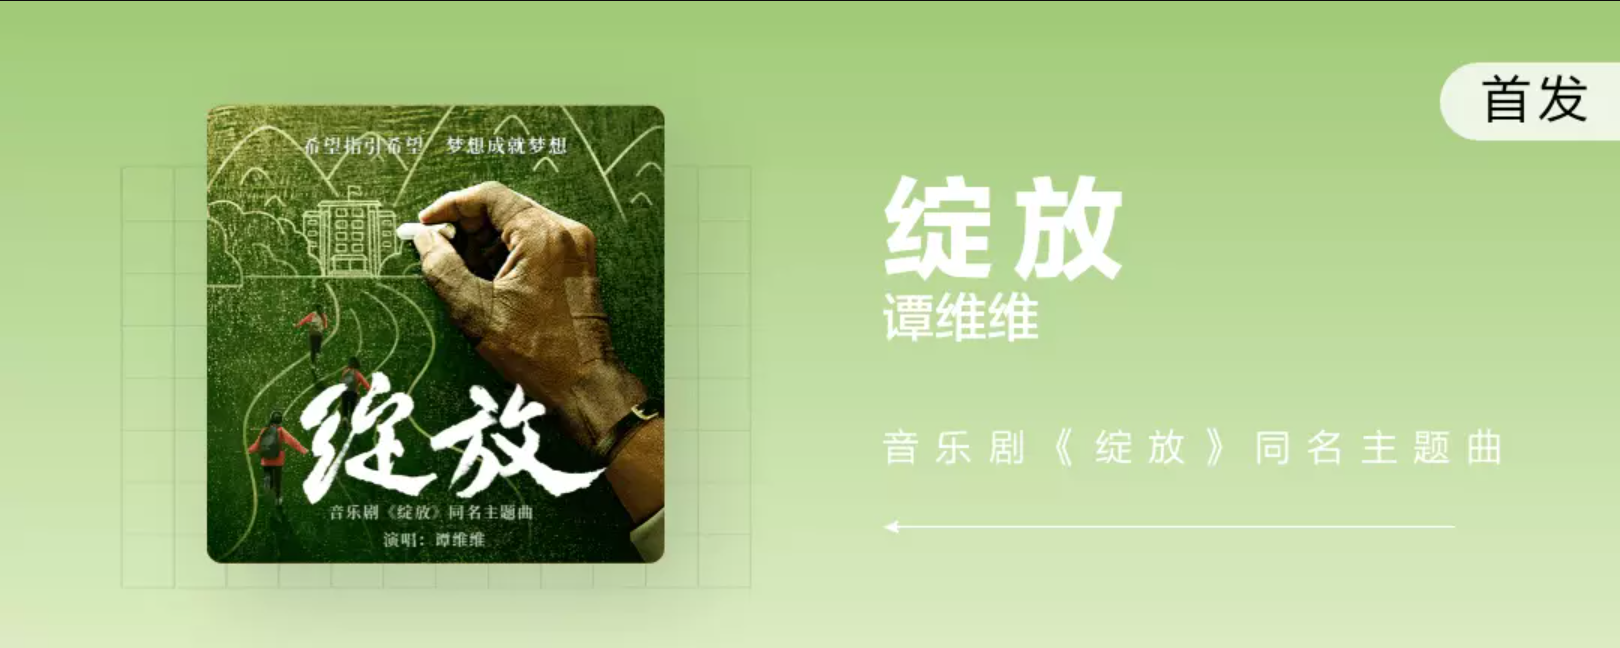 首发
希望指引希望 梦想成就梦想
绽放
音乐剧《绽放》同名主题曲
演唱：谭维维
绽放
谭维维
音乐剧《绽放》同名主题曲